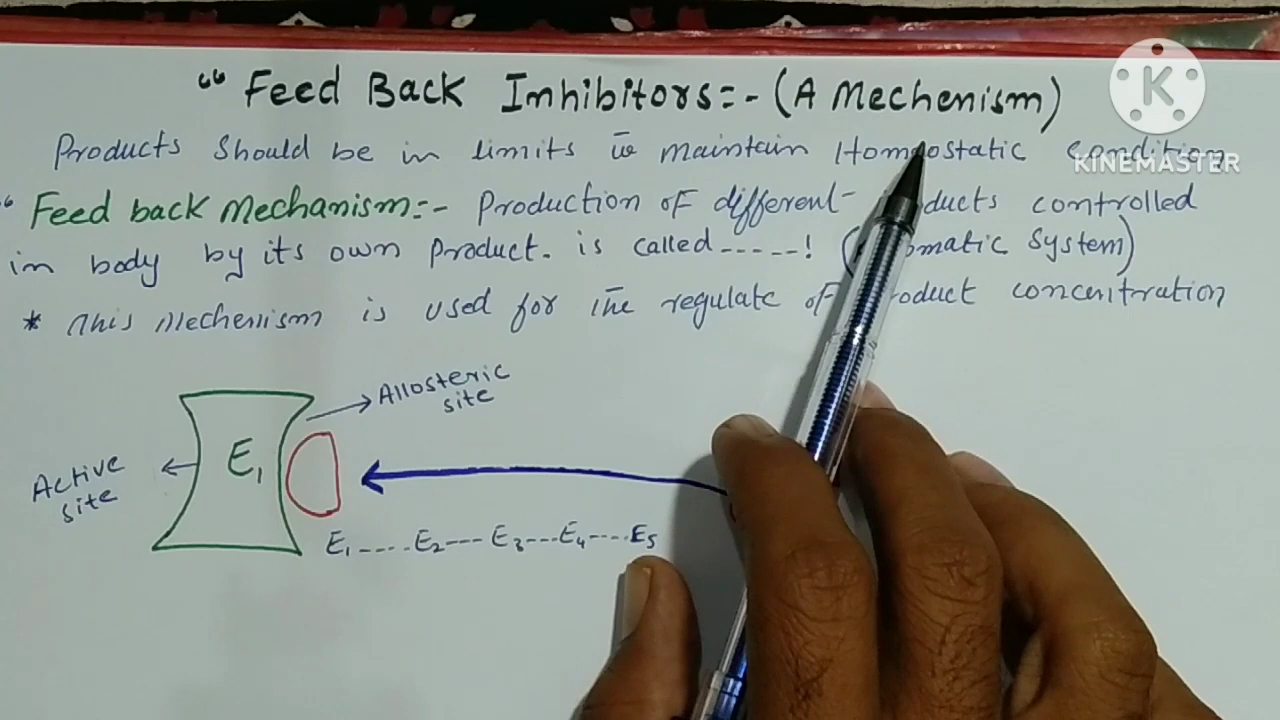 “ Feed Back Inhibitors:- (A Mechenism)
Products should be in limits to maintain Homeostatic Condition
Feed back Mechanism:- Production of different- ducts controlled
in body by its own product. is called-----! ( omatic System)
* This Mechenism is used for the regulate of roduct concentration
Allosteric
site
E1
Active
site
E1.....E2---E3---E4----E5
K
KINEMASTER